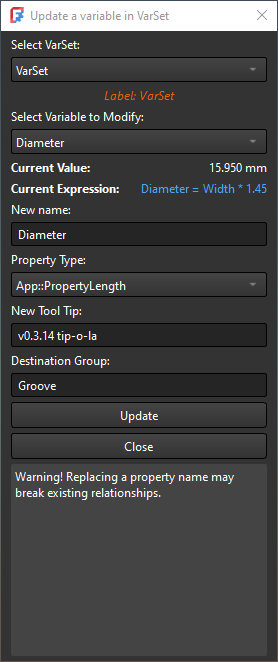 Update a variable in VarSet
Select VarSet:
VarSet
Label: VarSet
Select Variable to Modify:
Diameter
Current Value: 15.950 mm
Current Expression: Diameter = Width * 1.45
New name:
Diameter
Property Type:
App::PropertyLength
New Tool Tip:
v0.3.14 tip-o-la
Destination Group:
Groove
Update
Close
Warning! Replacing a property name may
break existing relationships.